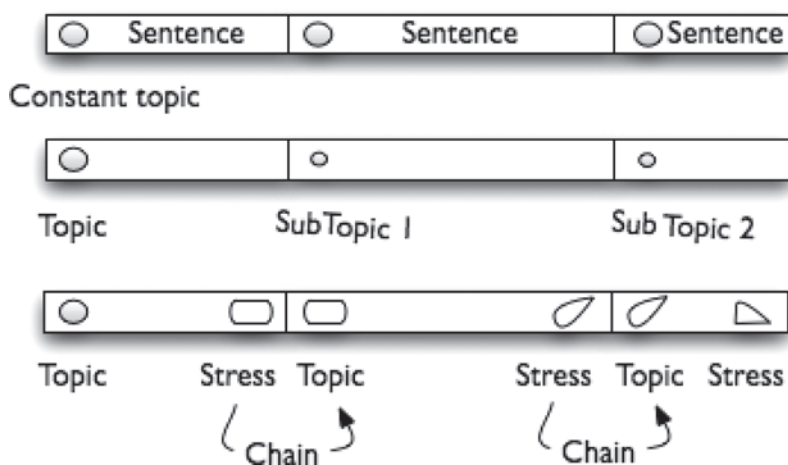 Sentence Sentence Sentence
Constant topic
Topic SubTopic 1 Sub Topic 2
Topic Stress Topic Stress Topic Stress
Chain Chain